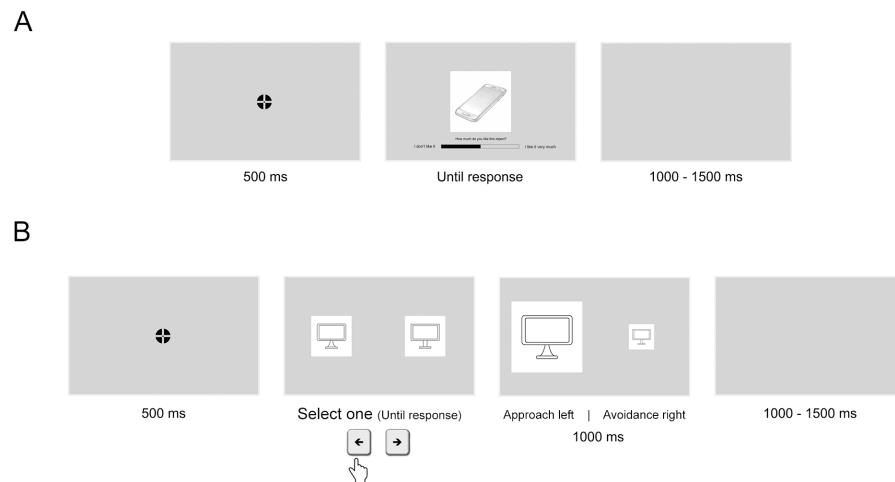 A
How much do you like this object?
I don't like it
I like it very much
500 ms
Until response
1000 - 1500 ms
B
500 ms
Select one (Until response)
Approach left | Avoidance right
1000 ms
1000 - 1500 ms